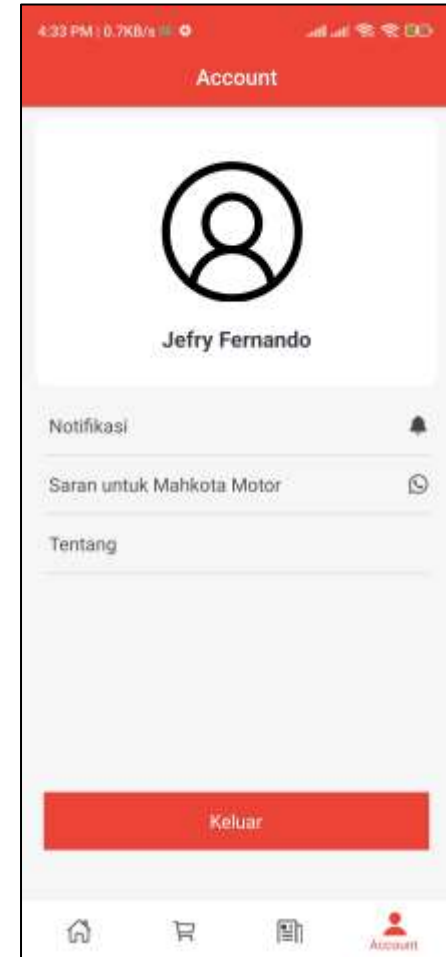 4:33 PM | 0.7KB/s
Account
Jefry Fernando
Notifikasi
Saran untuk Mahkota Motor
Tentang
Keluar
Account